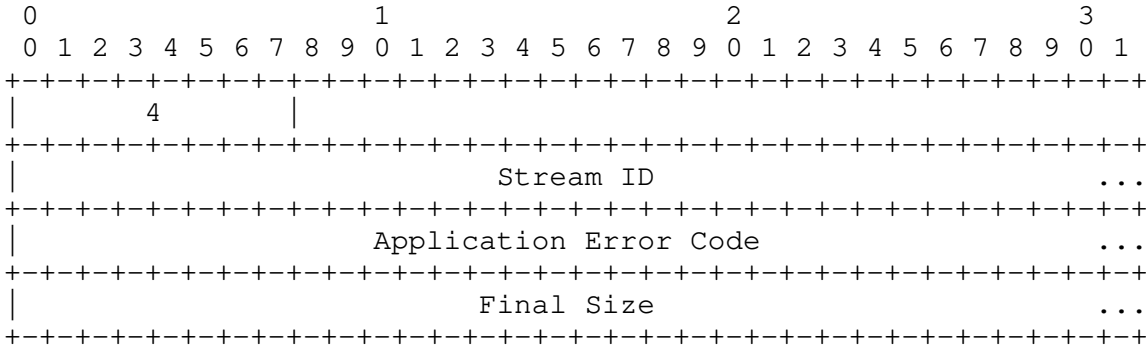 0                   1                   2                   3
 0 1 2 3 4 5 6 7 8 9 0 1 2 3 4 5 6 7 8 9 0 1 2 3 4 5 6 7 8 9 0 1
+-+-+-+-+-+-+-+-+-+-+-+-+-+-+-+-+-+-+-+-+-+-+-+-+-+-+-+-+-+-+-+-+
|       4       |
+-+-+-+-+-+-+-+-+-+-+-+-+-+-+-+-+-+-+-+-+-+-+-+-+-+-+-+-+-+-+-+-+
|                           Stream ID                         ...
+-+-+-+-+-+-+-+-+-+-+-+-+-+-+-+-+-+-+-+-+-+-+-+-+-+-+-+-+-+-+-+-+
|                    Application Error Code                   ...
+-+-+-+-+-+-+-+-+-+-+-+-+-+-+-+-+-+-+-+-+-+-+-+-+-+-+-+-+-+-+-+-+
|                          Final Size                         ...
+-+-+-+-+-+-+-+-+-+-+-+-+-+-+-+-+-+-+-+-+-+-+-+-+-+-+-+-+-+-+-+-+